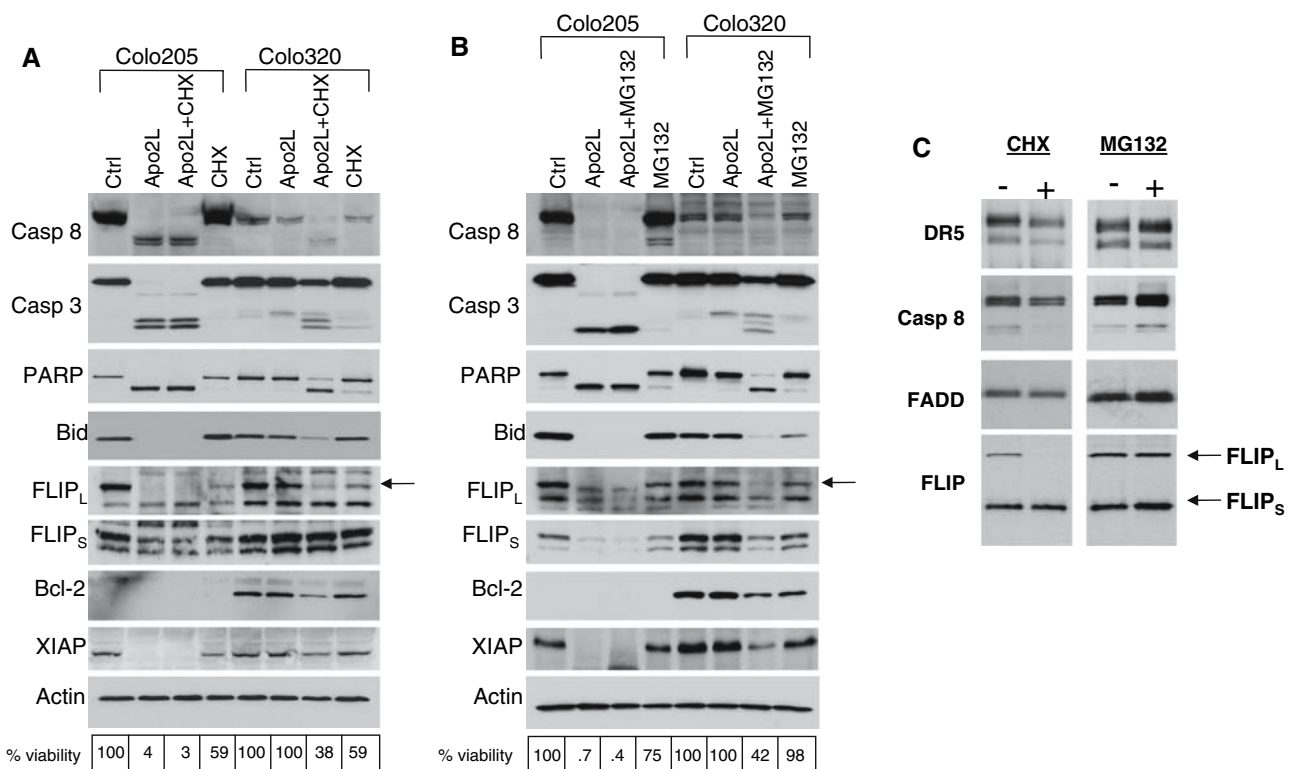 A
Colo205 Colo320
Ctrl Apo2L Apo2L+CHX CHX Ctrl Apo2L Apo2L+CHX CHX
Casp 8
Casp 3
PARP
Bid
FLIPL
FLIPS
Bcl-2
XIAP
Actin
% viability 100 4 3 59 100 100 38 59
B
Colo205 Colo320
Ctrl Apo2L Apo2L+MG132 MG132 Ctrl Apo2L Apo2L+MG132 MG132
Casp 8
Casp 3
PARP
Bid
FLIPL
FLIPS
Bcl-2
XIAP
Actin
% viability 100 .7 .4 75 100 100 42 98
C
CHX MG132
- + - +
DR5
Casp 8
FADD
FLIP
FLIPL
FLIPS